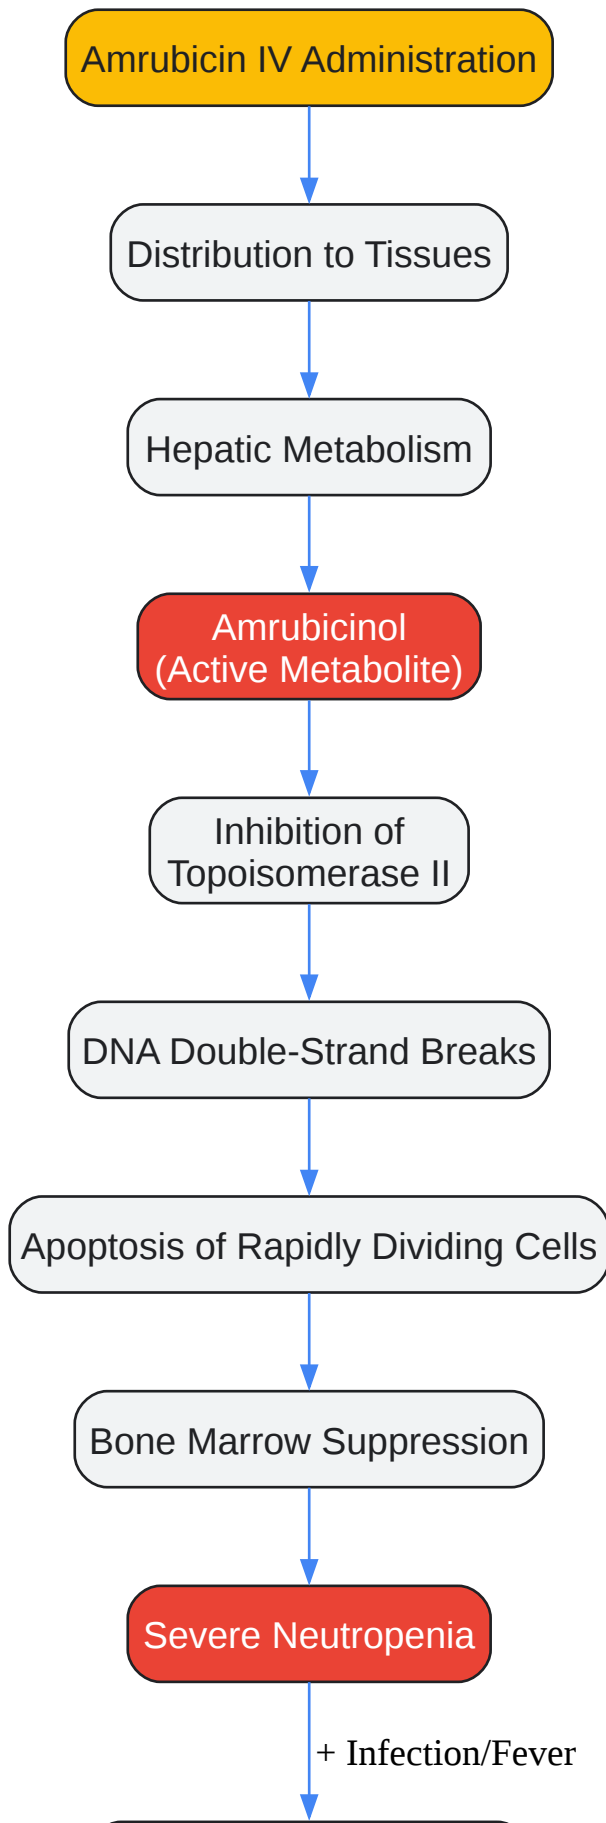 Amrubicin IV Administration
Distribution to Tissues
Hepatic Metabolism
Amrubicinol
(Active Metabolite)
Inhibition of
Topoisomerase II
DNA Double-Strand Breaks
Apoptosis of Rapidly Dividing Cells
Bone Marrow Suppression
Severe Neutropenia
+ Infection/Fever